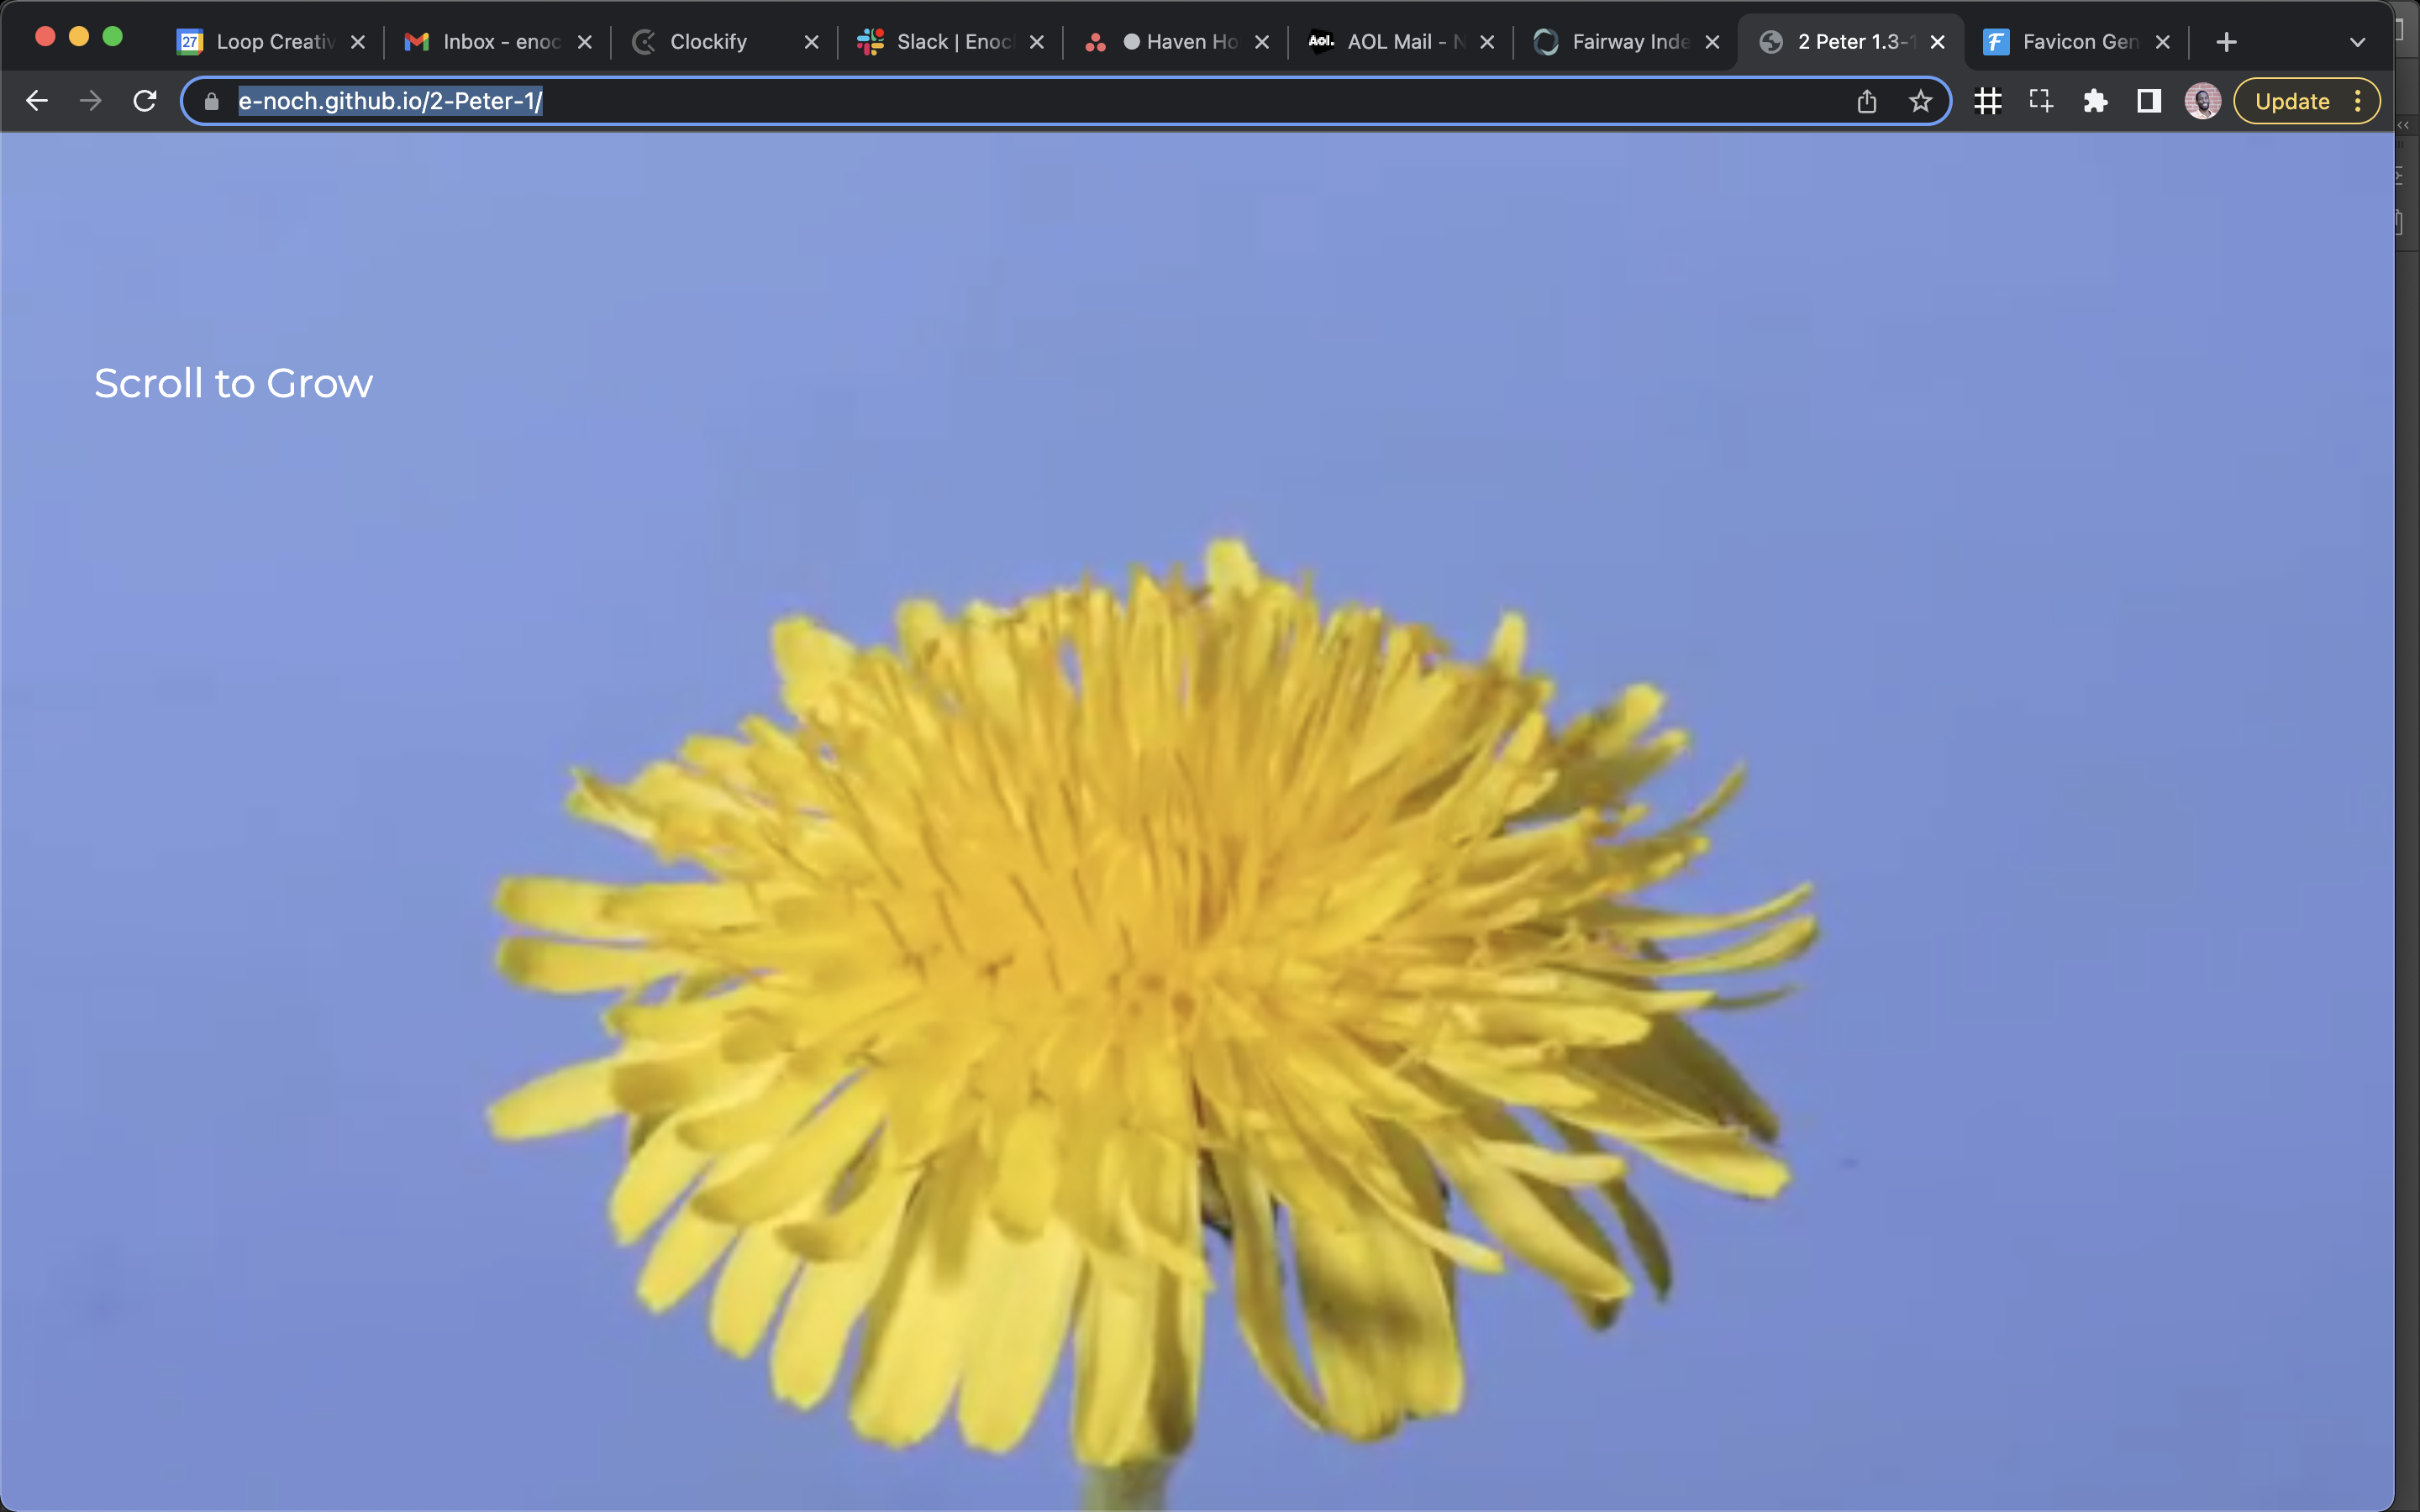 27 Loop Creativ
Inbox - enoc
Clockify
Slack | Enoc
Haven Ho
Aol. AOL Mail - N
Fairway Inde
2 Peter 1.3-1
F Favicon Gen
e-noch.github.io/2-Peter-1/
Update
Scroll to Grow